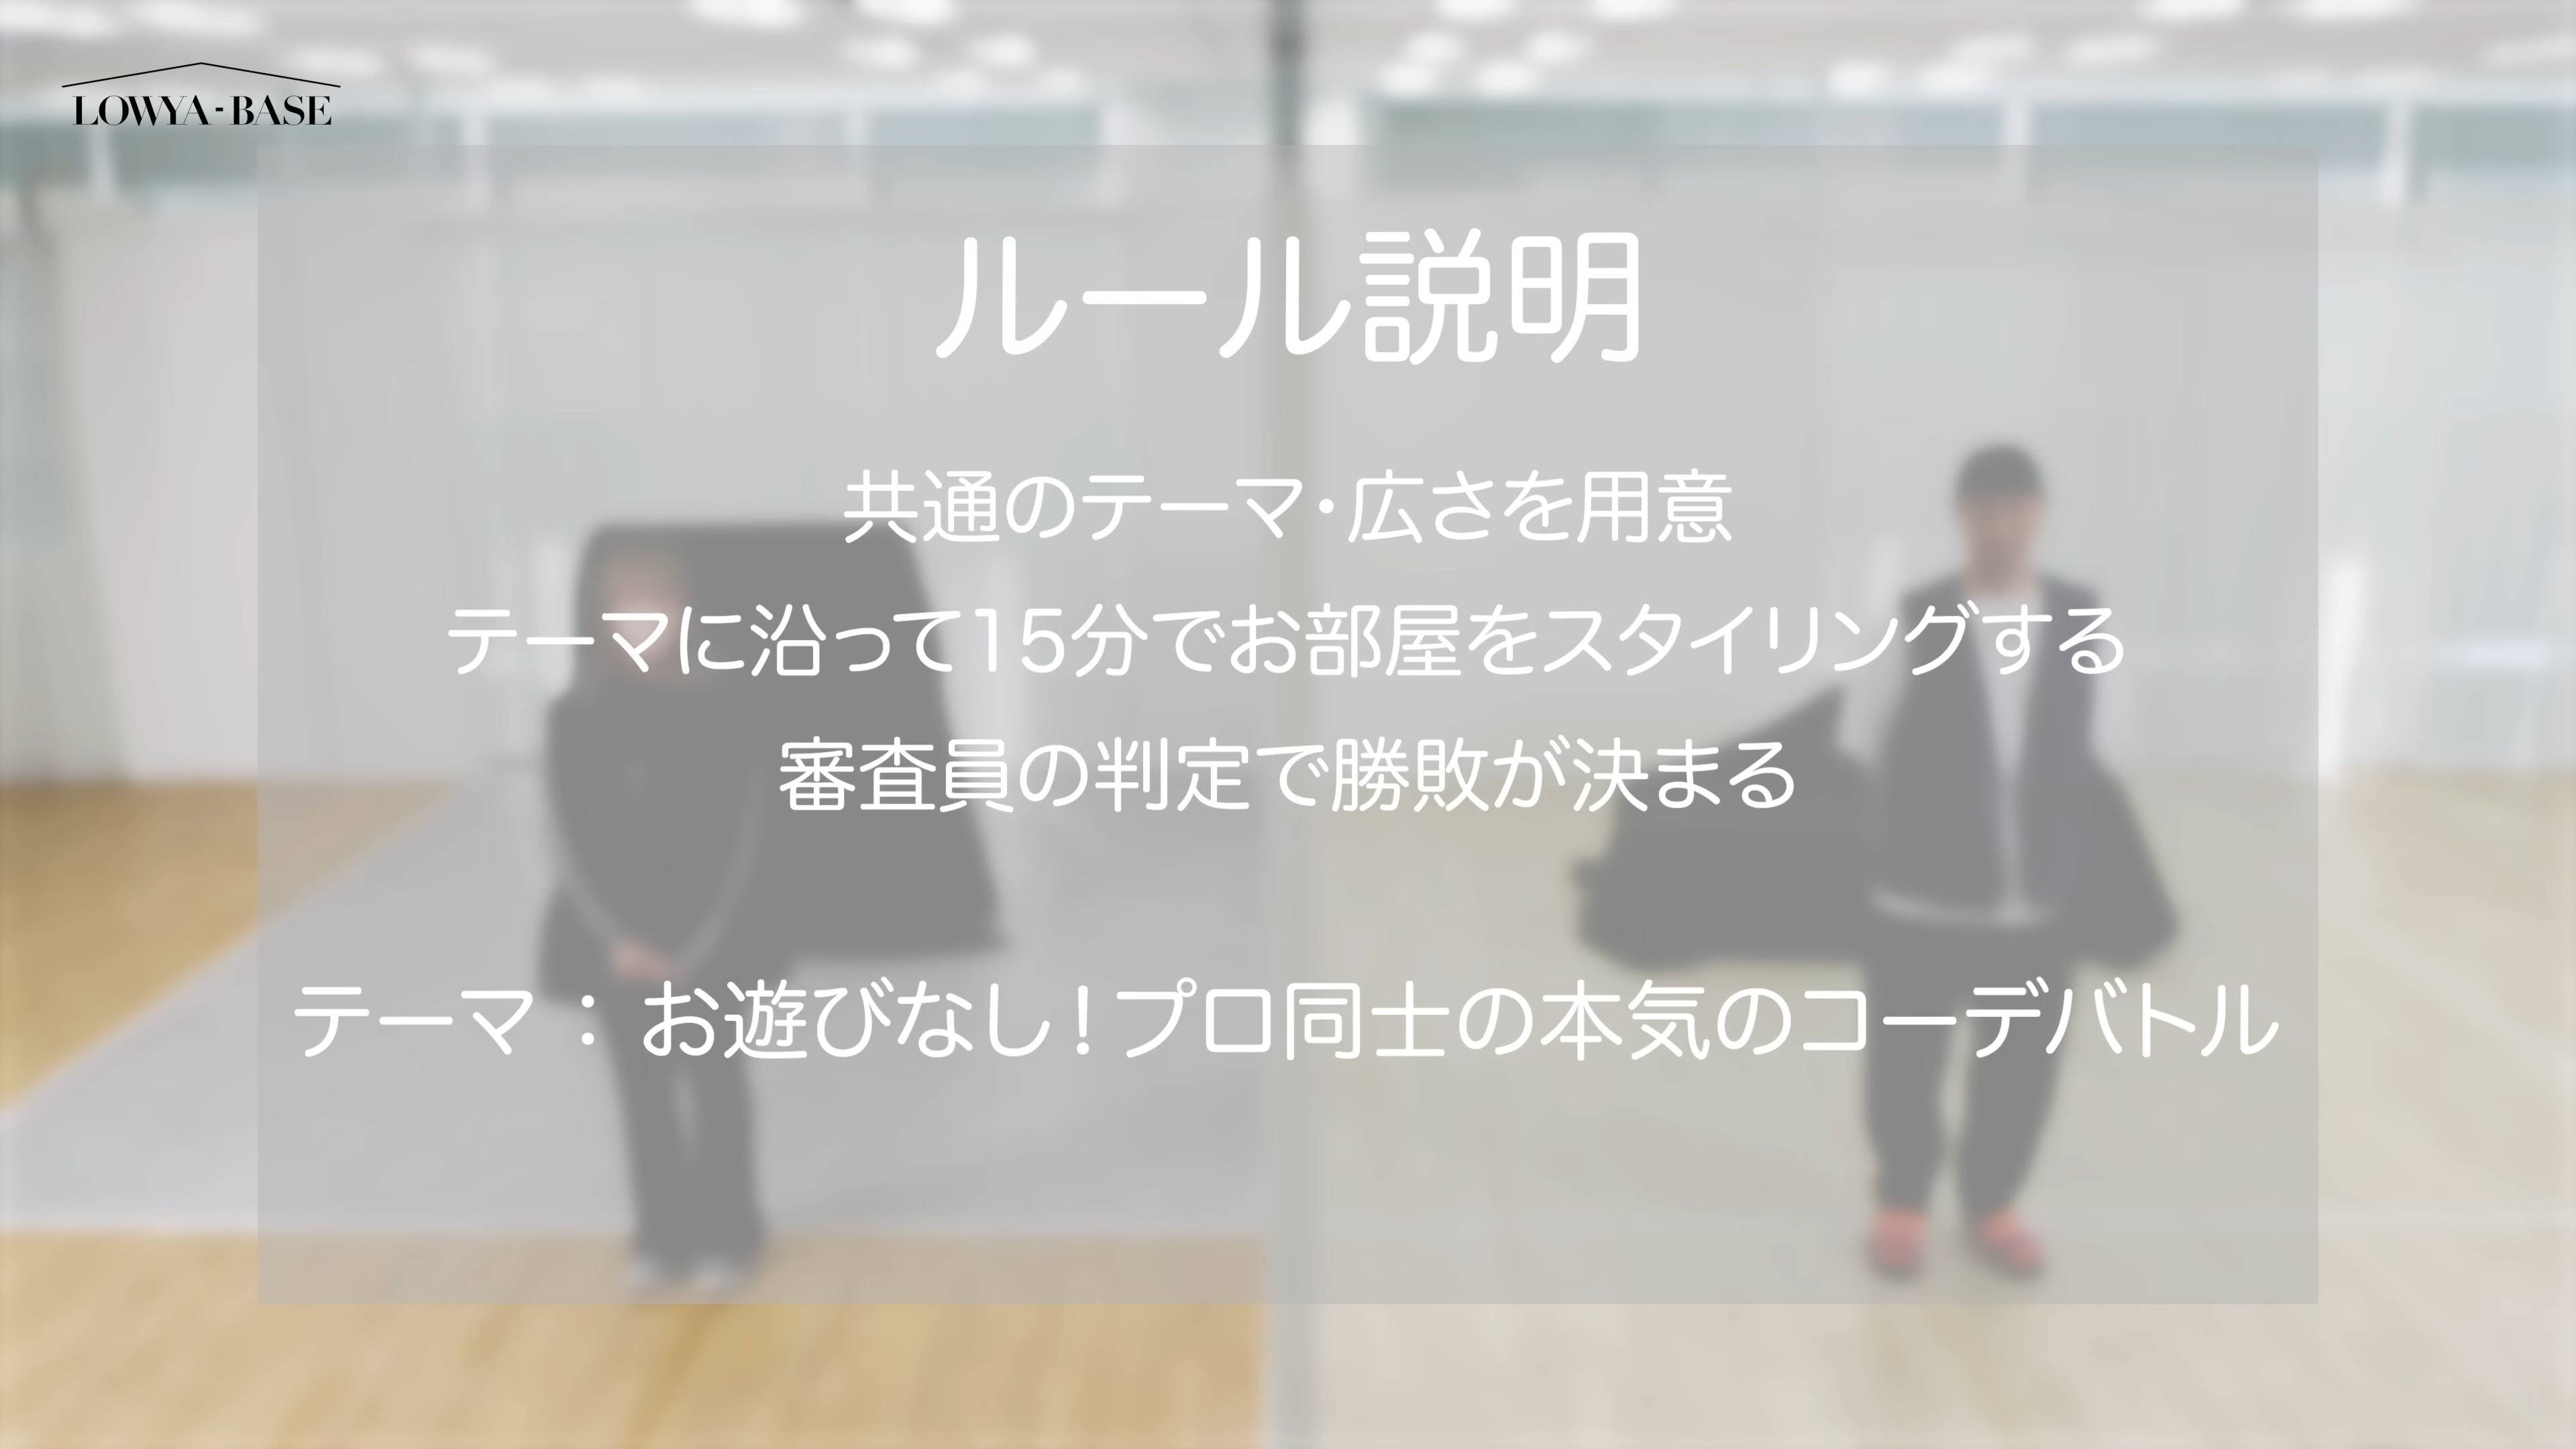 LOWYA-BASE
ルール説明
共通のテーマ・広さを用意
テーマに沿って15分でお部屋をスタイリングする
審査員の判定で勝敗が決まる
テーマ：お遊びなし！プロ同士の本気のコーデバトル